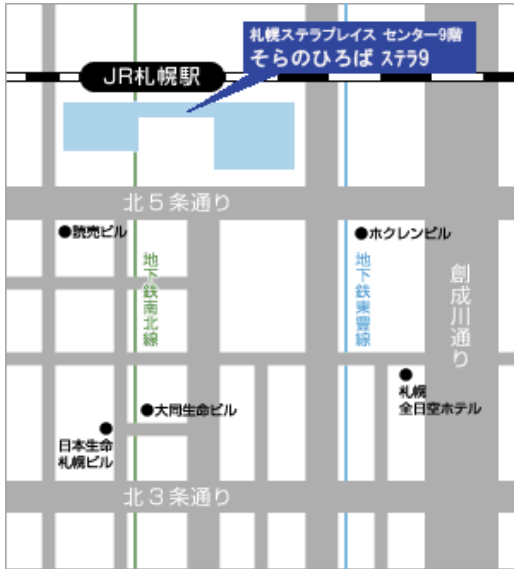 札幌ステラプレイス センター9階
そらのひろば ステラ9
JR札幌駅
北5条通り
●読売ビル
●ホクレンビル
地下鉄南北線
地下鉄東豊線
創成川通り
●大同生命ビル
●
札幌
全日空ホテル
●
日本生命
札幌ビル
北3条通り